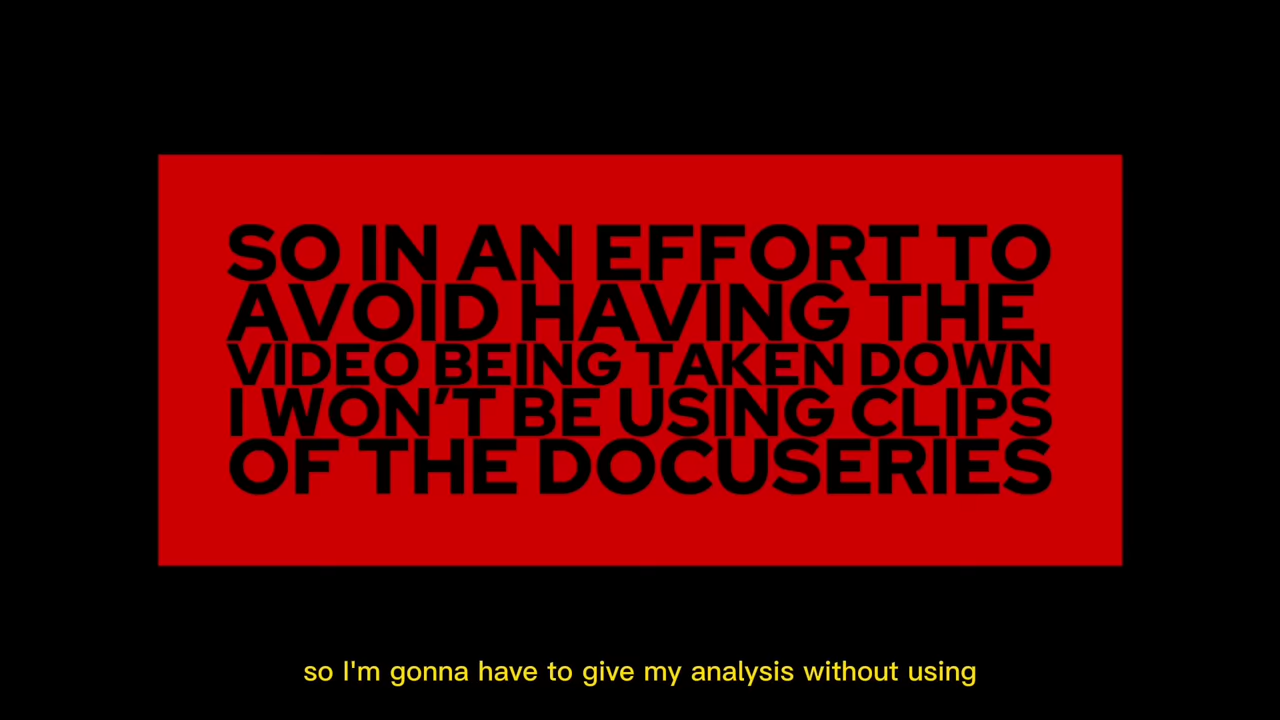 SO IN AN EFFORT TO
AVOID HAVING THE
VIDEO BEING TAKEN DOWN
I WON’T BE USING CLIPS
OF THE DOCUSERIES
so I'm gonna have to give my analysis without using